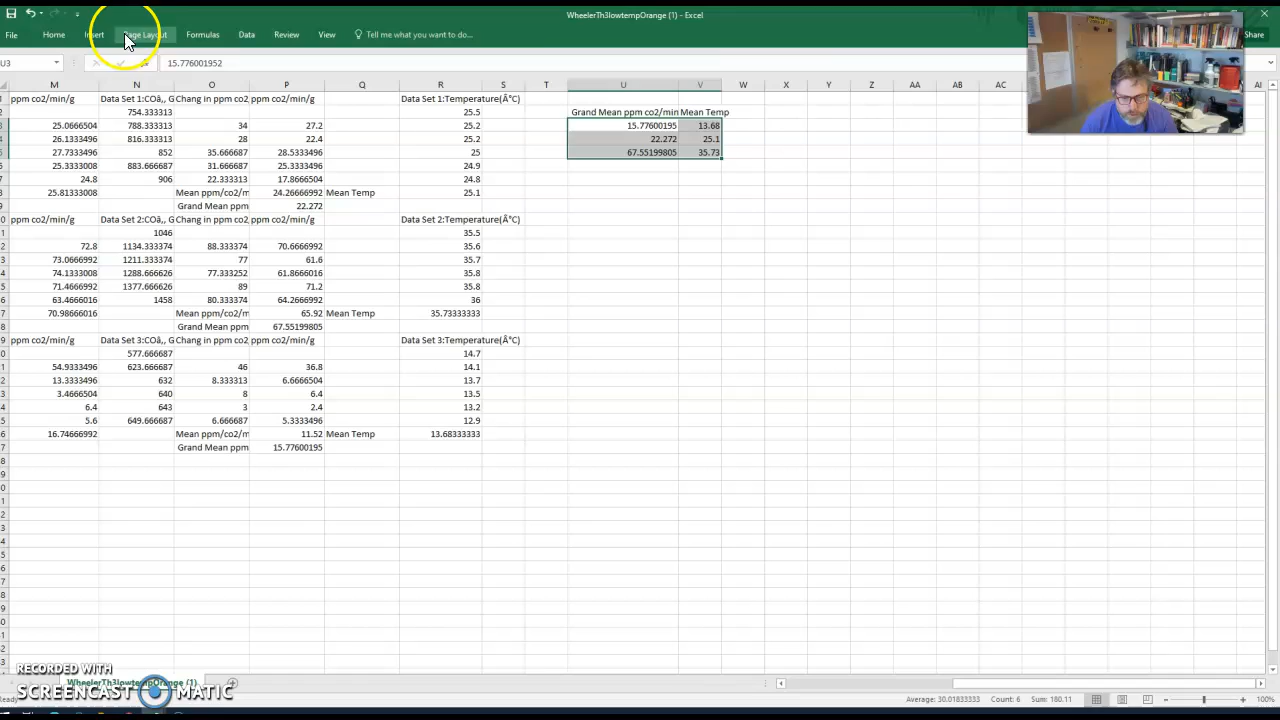 WheelerTh3lowtempOrange (1) - Excel
File Home Insert Page Layout Formulas Data Review View Tell me what you want to do... Share
U3 15.776001952
M N O P Q R S T U V W X Y Z AA AB AC AI
ppm co2/min/g Data Set 1:COâ,, G Chang in ppm co2 ppm co2/min/g Data Set 1:Temperature(Â°C)
754.333313 25.5 Grand Mean ppm co2/min Mean Temp
25.0666504 788.333313 34 27.2 25.2 15.77600195 13.68
26.1333496 816.333313 28 22.4 25.2 22.272 25.1
27.7333496 852 35.666687 28.5333496 25 67.55199805 35.73
25.3333008 883.666687 31.666687 25.3333496 24.9
24.8 906 22.333313 17.8666504 24.8
25.81333008 Mean ppm/co2/m 24.26666992 Mean Temp 25.1
Grand Mean ppm 22.272
ppm co2/min/g Data Set 2:COâ,, G Chang in ppm co2 ppm co2/min/g Data Set 2:Temperature(Â°C)
1046 35.5
72.8 1134.333374 88.333374 70.6666992 35.6
73.0666992 1211.333374 77 61.6 35.7
74.1333008 1288.666626 77.333252 61.8666016 35.8
71.4666992 1377.666626 89 71.2 35.8
63.4666016 1458 80.333374 64.2666992 36
70.98666016 Mean ppm/co2/m 65.92 Mean Temp 35.73333333
Grand Mean ppm 67.55199805
ppm co2/min/g Data Set 3:COâ,, G Chang in ppm co2 ppm co2/min/g Data Set 3:Temperature(Â°C)
577.666687 14.7
54.9333496 623.666687 46 36.8 14.1
13.3333496 632 8.333313 6.6666504 13.7
3.4666504 640 8 6.4 13.5
6.4 643 3 2.4 13.2
5.6 649.666687 6.666687 5.3333496 12.9
16.74666992 Mean ppm/co2/m 11.52 Mean Temp 13.68333333
Grand Mean ppm 15.77600195
RECORDED WITH
WheelerTh3lowtempOrange (1)
SCREENCAST MATIC
Ready Average: 30.01833333 Count: 6 Sum: 180.11 100%